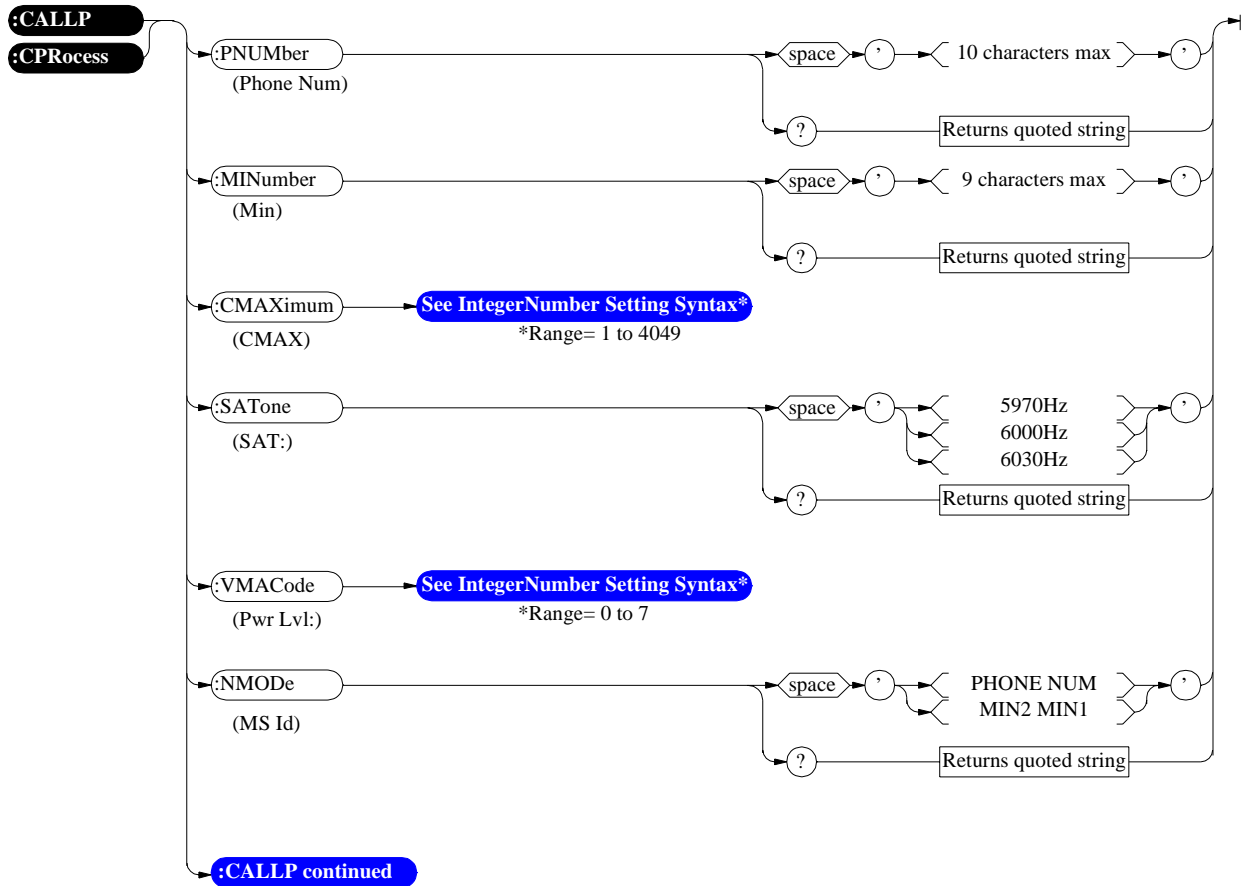 :CALLP
:CPRocess
:PNUMber
(Phone Num)
space ’ 10 characters max ’
? Returns quoted string
:MINumber
(Min)
space ’ 9 characters max ’
? Returns quoted string
:CMAXimum See IntegerNumber Setting Syntax*
(CMAX) *Range= 1 to 4049
:SATone
(SAT:)
space ’ 5970Hz ’
6000Hz
6030Hz
? Returns quoted string
:VMACode See IntegerNumber Setting Syntax*
(Pwr Lvl:) *Range= 0 to 7
:NMODe
(MS Id)
space ’ PHONE NUM ’
MIN2 MIN1
? Returns quoted string
:CALLP continued